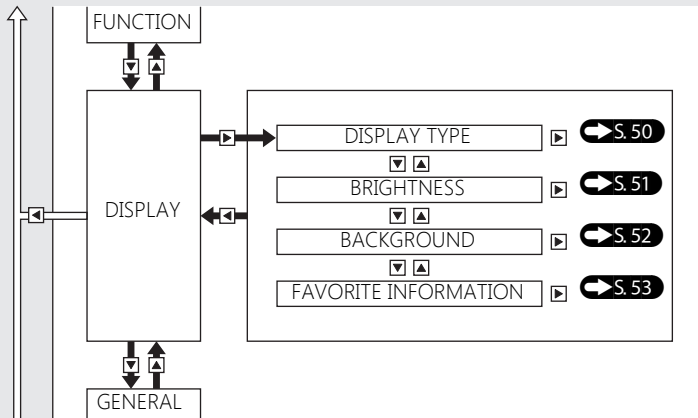 FUNCTION
DISPLAY TYPE
S. 50
BRIGHTNESS
S. 51
DISPLAY
BACKGROUND
S. 52
FAVORITE INFORMATION
S. 53
GENERAL